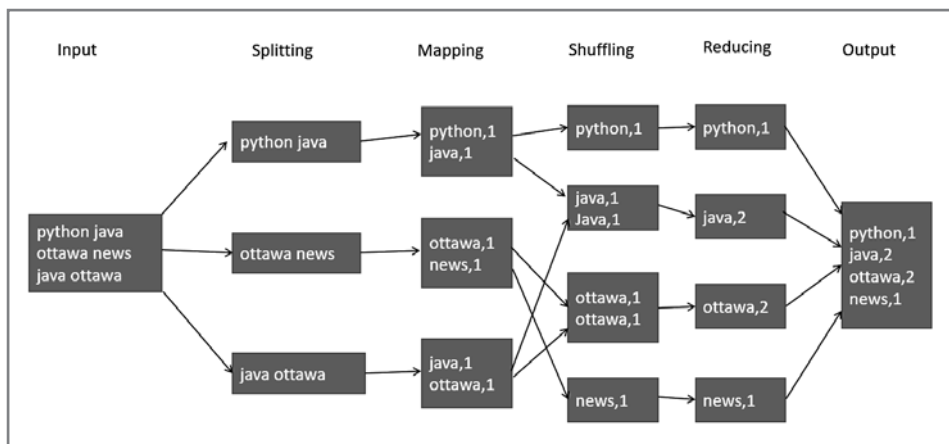 Input
Splitting
Mapping
Shuffling
Reducing
Output
python java
ottawa news
java ottawa
python java
ottawa news
java ottawa
python,1
java,1
ottawa,1
news,1
java,1
ottawa,1
python,1
java,1
Java,1
ottawa,1
ottawa,1
news,1
python,1
java,2
ottawa,2
news,1
python,1
java,2
ottawa,2
news,1